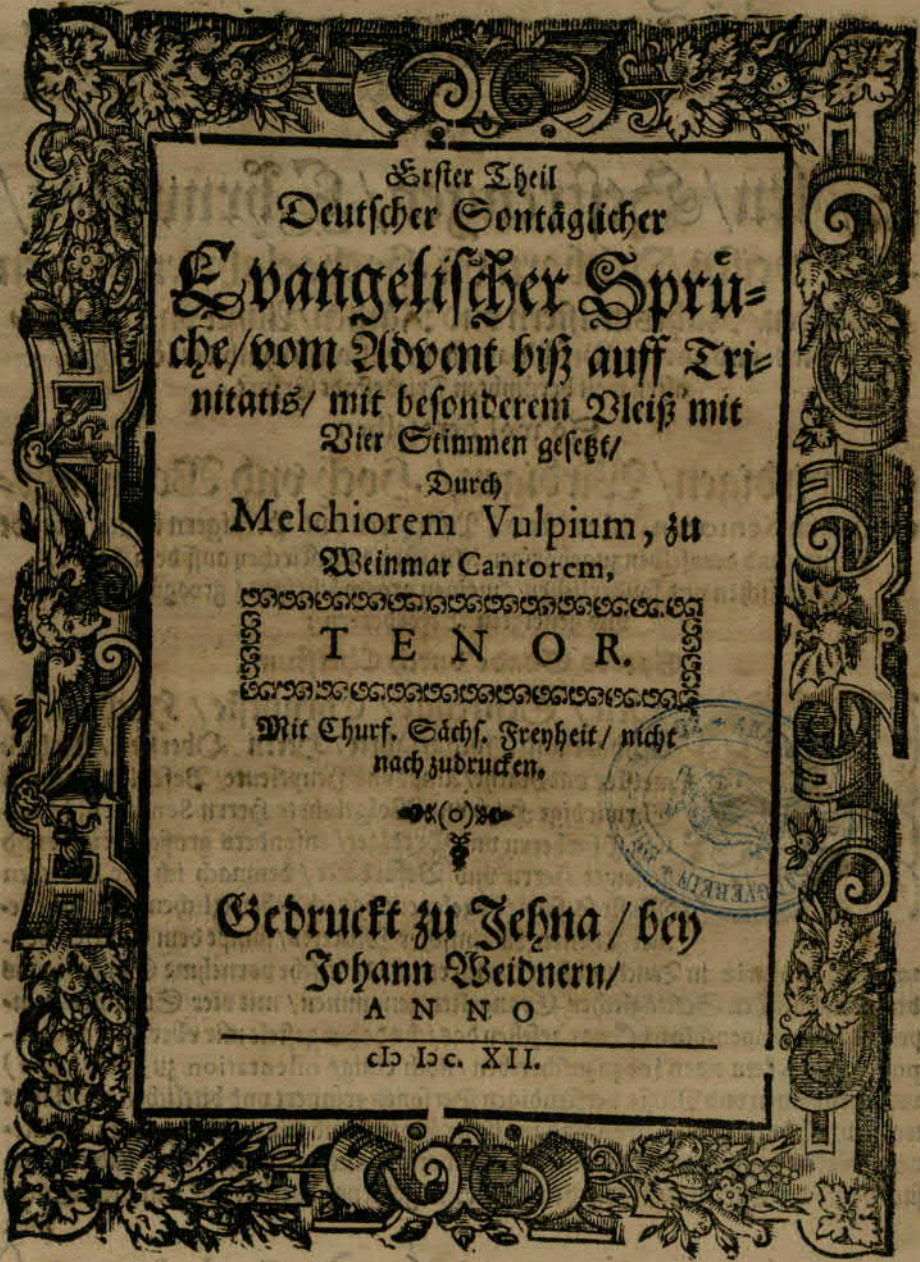 Erster Theil
Deutscher Sontäglicher
Evangelischer Sprü⸗
che/vom Advent biß auff Tri⸗
nitatis/ mit besonderem Vleiß mit
Vier Stimmen gesetzt/
Durch
Melchiorem Vulpium, zu
Weinmar Cantorem,
TENOR.
Mit Churf. Sächs. Freyheit/ nicht
nach zudrucken.
(o)
Gedruckt zu Jehna / bey
Johann Weidnern/
ANNO
cIↄ Iↄc. XII.